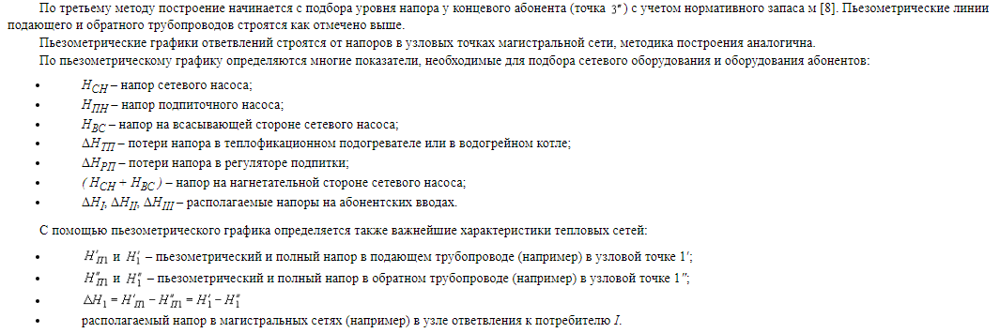 По третьему методу построение начинается с подбора уровня напора у концевого абонента (точка 3″) с учетом нормативного запаса м [8]. Пьезометрические линии
подающего и обратного трубопроводов строятся как отмечено выше.
Пьезометрические графики ответвлений строятся от напоров в узловых точках магистральной сети, методика построения аналогична.
По пьезометрическому графику определяются многие показатели, необходимые для подбора сетевого оборудования и оборудования абонентов:
• H_СН – напор сетевого насоса;
• H_ПН – напор подпиточного насоса;
• H_ВС – напор на всасывающей стороне сетевого насоса;
• ΔH_ТП – потери напора в теплофикационном подогревателе или в водогрейном котле;
• ΔH_РП – потери напора в регуляторе подпитки;
• (H_СН + H_ВС) – напор на нагнетательной стороне сетевого насоса;
• ΔH_I, ΔH_II, ΔH_III – располагаемые напоры на абонентских вводах.
С помощью пьезометрического графика определяется также важнейшие характеристики тепловых сетей:
• H′_П1 и H′_1 – пьезометрический и полный напор в подающем трубопроводе (например) в узловой точке 1′;
• H″_П1 и H″_1 – пьезометрический и полный напор в обратном трубопроводе (например) в узловой точке 1″;
• ΔH_1 = H′_П1 – H″_П1 = H′_1 – H″_1
• располагаемый напор в магистральных сетях (например) в узле ответвления к потребителю I.